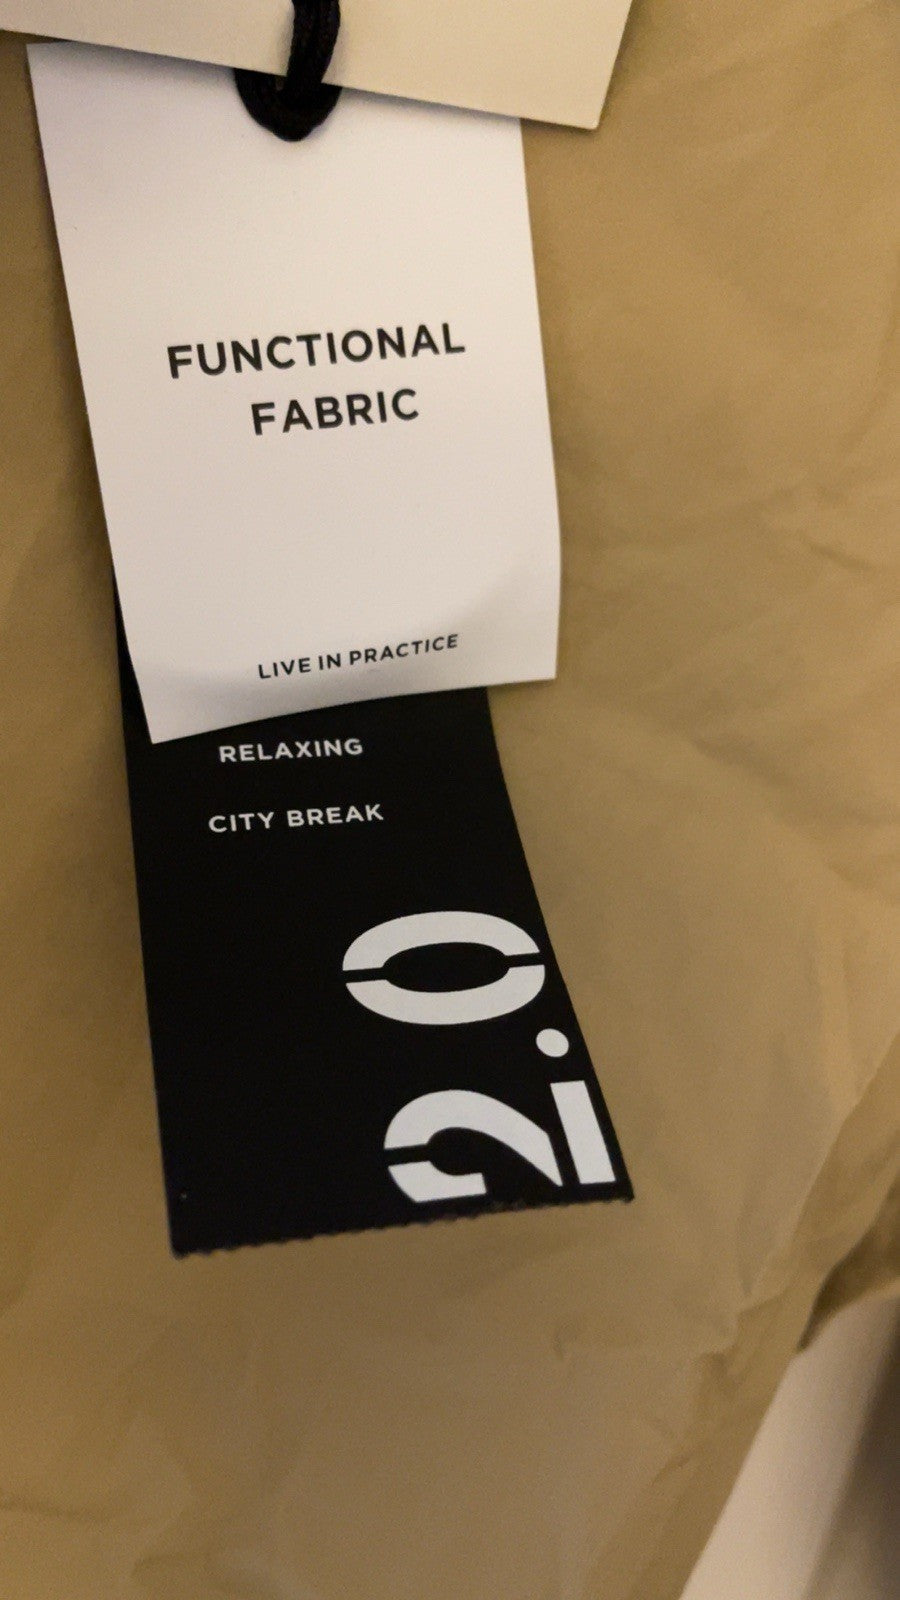 FUNCTIONAL
FABRIC
LIVE IN PRACTICE
RELAXING
CITY BREAK
2.0